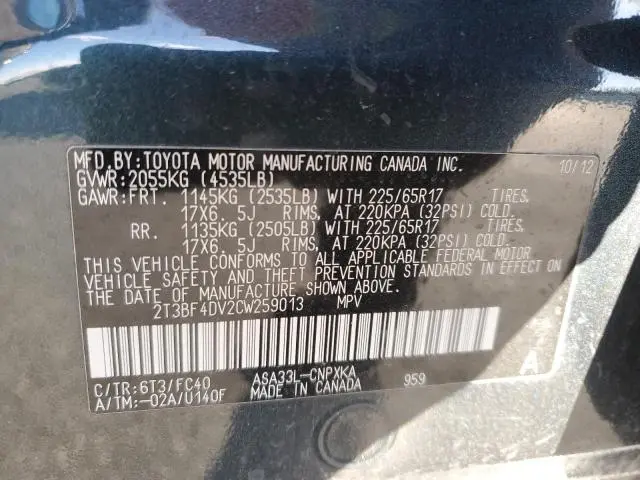 MFD.BY:TOYOTA MOTOR MANUFACTURING CANADA INC. 10/12
GVWR:2055KG (4535LB)
GAWR:FRT. 1145KG (2535LB) WITH 225/65R17 TIRES,
17X6.5J RIMS, AT 220KPA (32PSI) COLD.
RR. 1135KG (2505LB) WITH 225/65R17 TIRES,
17X6.5J RIMS, AT 220KPA (32PSI) COLD.
THIS VEHICLE CONFORMS TO ALL APPLICABLE FEDERAL MOTOR
VEHICLE SAFETY AND THEFT PREVENTION STANDARDS IN EFFECT ON
THE DATE OF MANUFACTURE SHOWN ABOVE.
2T3BF4DV2CW259013 MPV
A
C/TR:6T3/FC40 ASA33L-CNPXKA 959
A/TM:-02A/U140F MADE IN CANADA